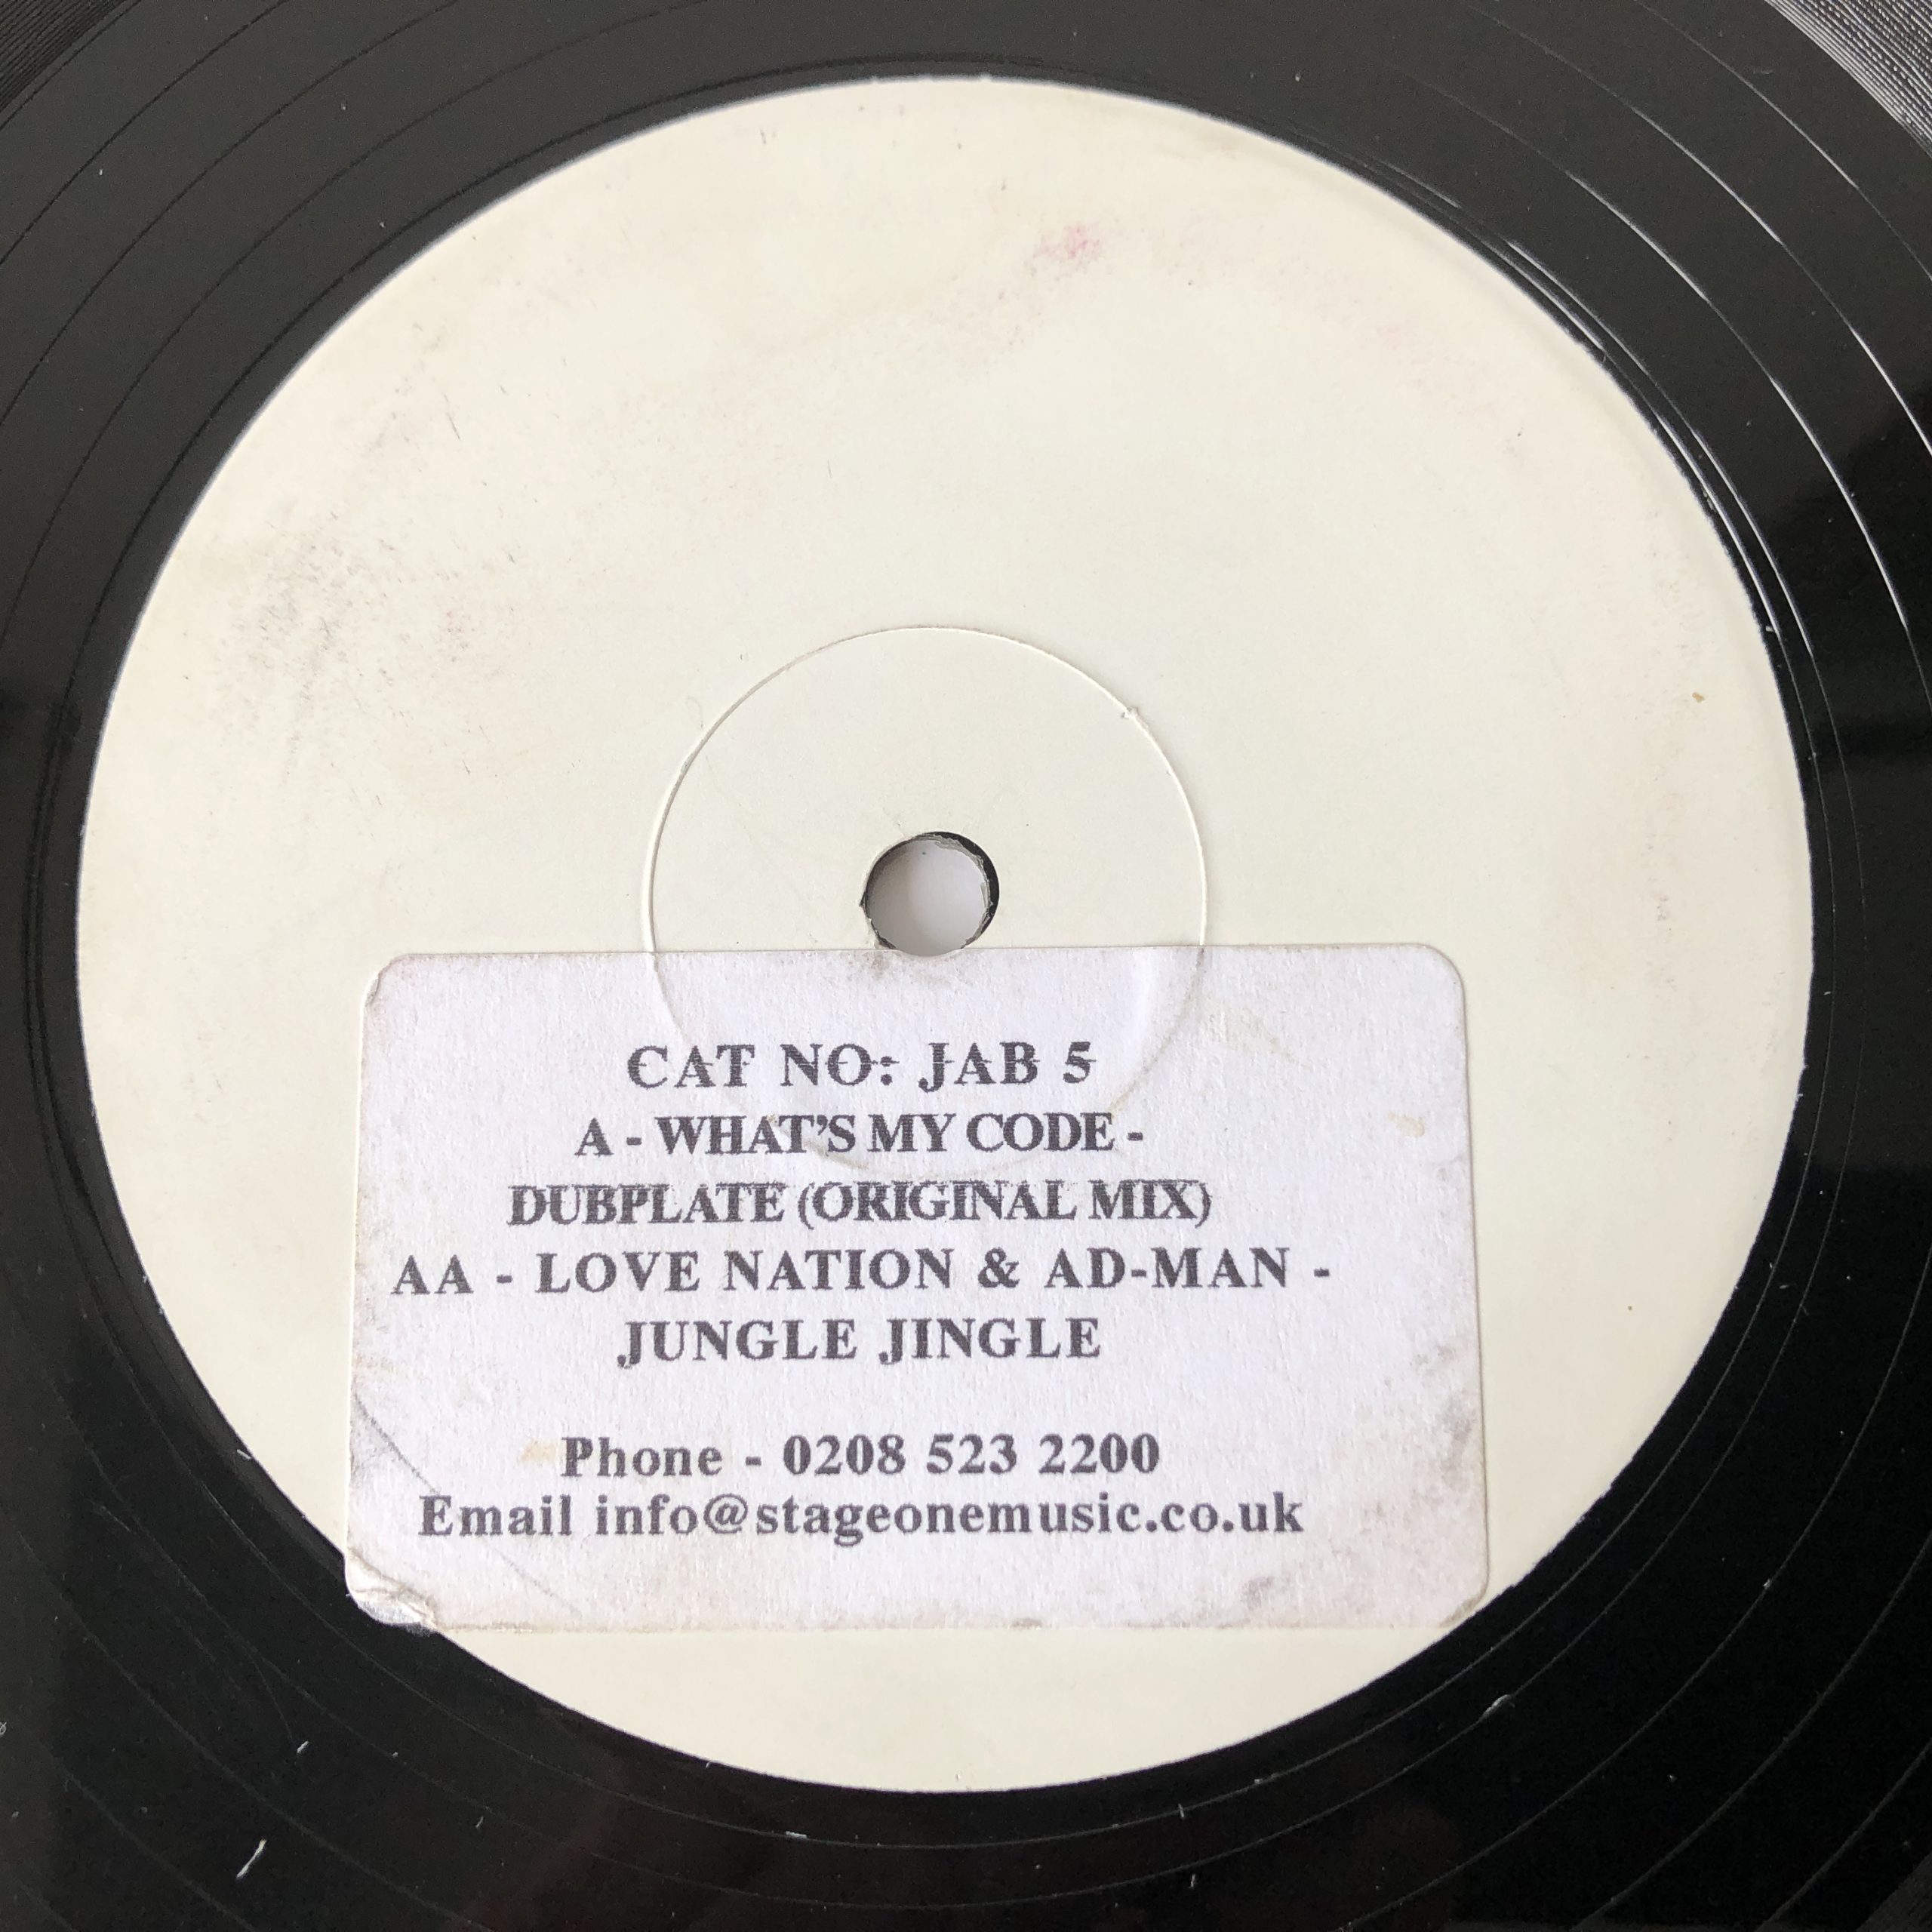 CAT NO: JAB 5
A - WHAT'S MY CODE -
DUBPLATE (ORIGINAL MIX)
AA - LOVE NATION & AD-MAN -
JUNGLE JINGLE
Phone - 0208 523 2200
Email info@stageonemusic.co.uk